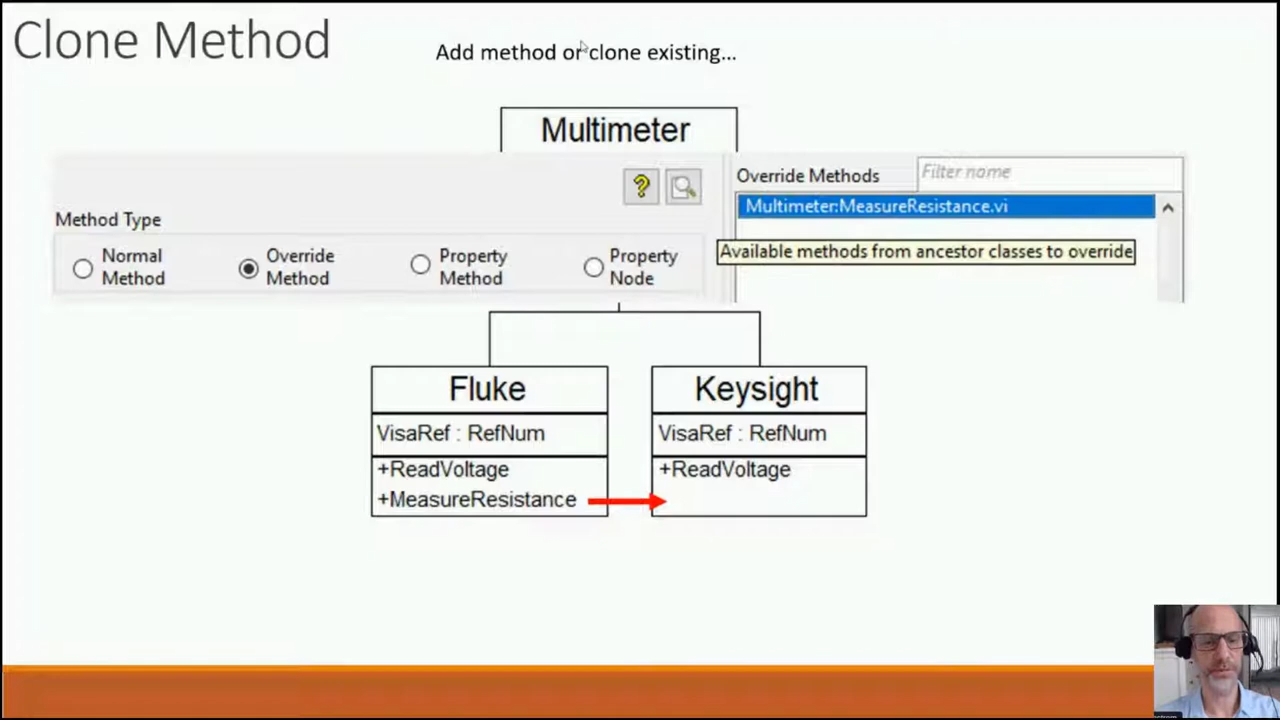 Clone Method
Add method or clone existing...
Multimeter
?
Method Type
Normal Method
Override Method
Property Method
Property Node
Override Methods
Filter name
Multimeter:MeasureResistance.vi
Available methods from ancestor classes to override
Fluke
VisaRef : RefNum
+ReadVoltage
+MeasureResistance
Keysight
VisaRef : RefNum
+ReadVoltage